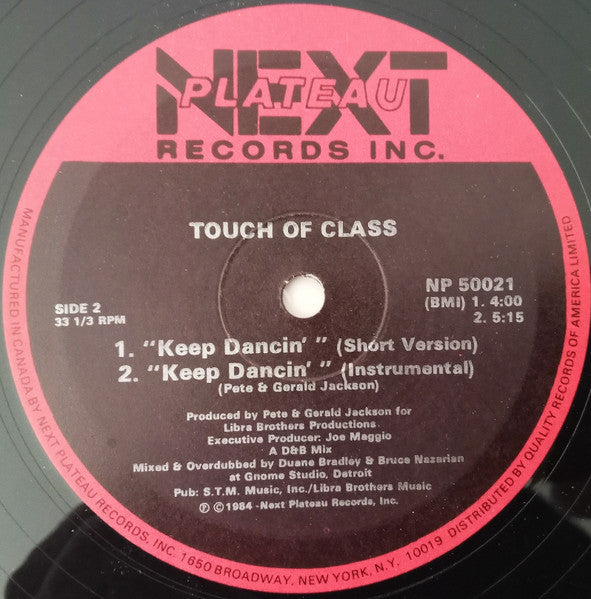 NEXT
PLATEAU
RECORDS INC.
TOUCH OF CLASS
SIDE 2
33 1/3 RPM
NP 50021
(BMI) 1. 4:00
2. 5:15
1. “Keep Dancin’ ” (Short Version)
2. “Keep Dancin’ ” (Instrumental)
(Pete & Gerald Jackson)
Produced by Pete & Gerald Jackson for
Libra Brothers Productions.
Executive Producer: Joe Maggio
A D&B Mix
Mixed & Overdubbed by Duane Bradley & Bruce Nazarian
at Gnome Studio, Detroit
Pub: S.T.M. Music, Inc./Libra Brothers Music
Ⓟ © 1984 -Next Plateau Records, Inc.
MANUFACTURED IN CANADA BY NEXT PLATEAU RECORDS, INC. 1650 BROADWAY, NEW YORK, N.Y. 10019 DISTRIBUTED BY QUALITY RECORDS OF AMERICA LIMITED